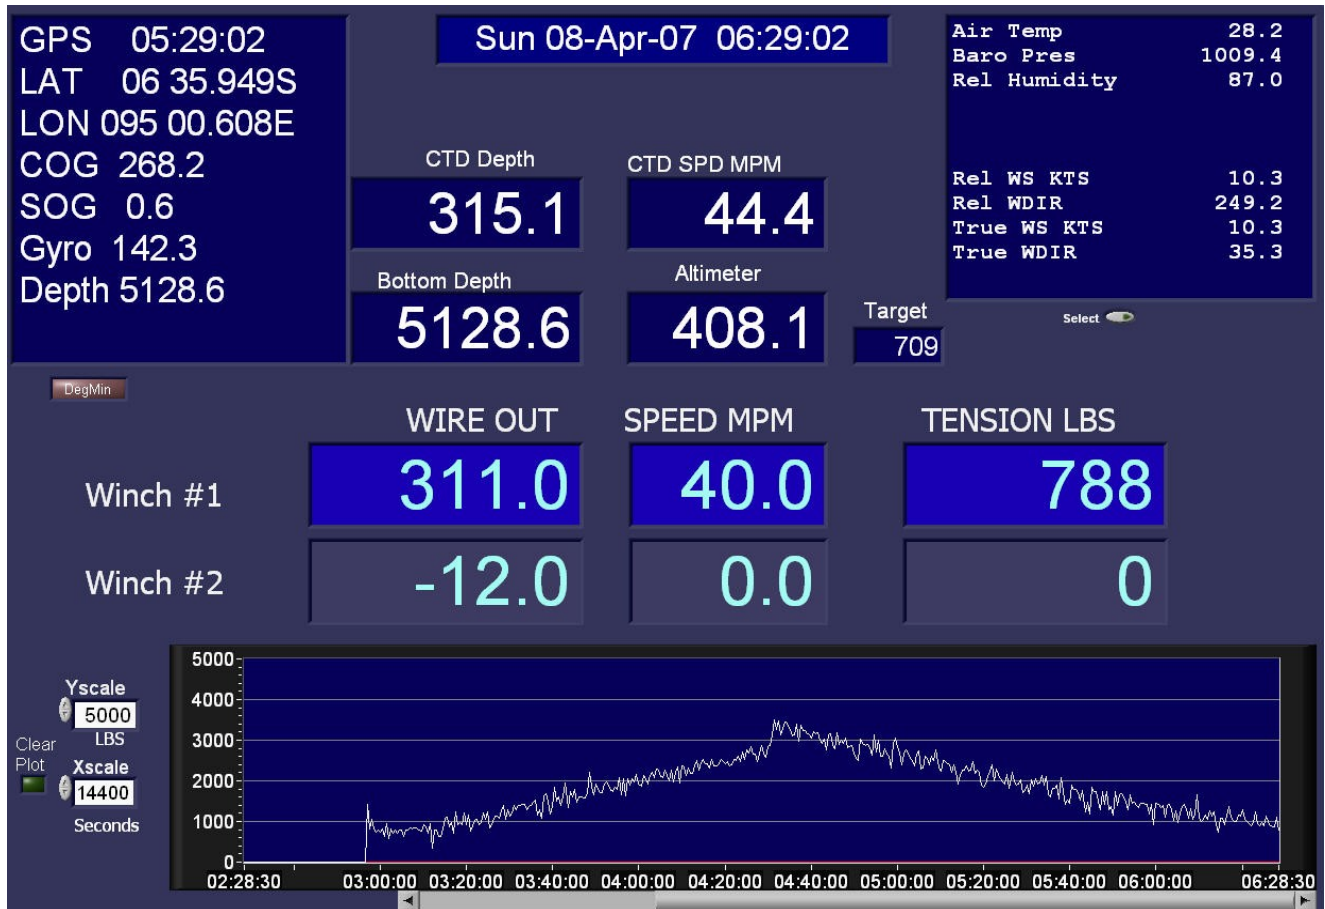 GPS 05:29:02
LAT 06 35.949S
LON 095 00.608E
COG 268.2
SOG 0.6
Gyro 142.3
Depth 5128.6
DegMin
Sun 08-Apr-07 06:29:02
CTD Depth
315.1
CTD SPD MPM
44.4
Bottom Depth
5128.6
Altimeter
408.1
Target
709
Air Temp 28.2
Baro Pres 1009.4
Rel Humidity 87.0
Rel WS KTS 10.3
Rel WDIR 249.2
True WS KTS 10.3
True WDIR 35.3
Select
WIRE OUT SPEED MPM TENSION LBS
Winch #1 311.0 40.0 788
Winch #2 -12.0 0.0 0
Yscale
5000
LBS
Clear
Plot
Xscale
14400
Seconds
5000
4000
3000
2000
1000
0
02:28:30 03:00:00 03:20:00 03:40:00 04:00:00 04:20:00 04:40:00 05:00:00 05:20:00 05:40:00 06:00:00 06:28:30